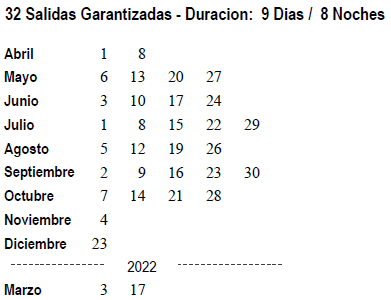 32 Salidas Garantizadas - Duracion: 9 Dias / 8 Noches
Abril 1 8
Mayo 6 13 20 27
Junio 3 10 17 24
Julio 1 8 15 22 29
Agosto 5 12 19 26
Septiembre 2 9 16 23 30
Octubre 7 14 21 28
Noviembre 4
Diciembre 23
------------------ 2022 ------------------
Marzo 3 17